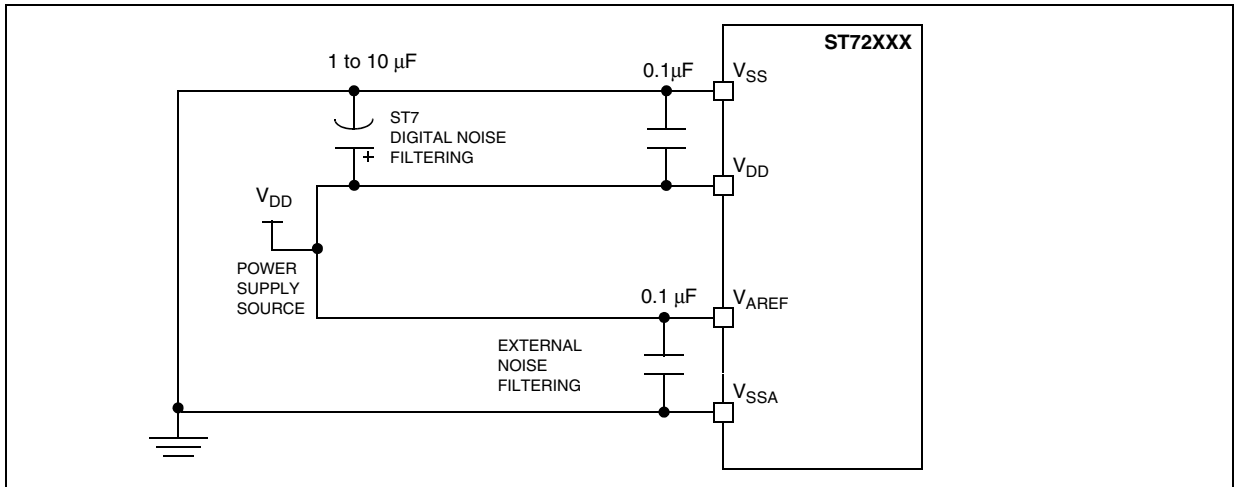 ST72XXX
1 to 10 μF
0.1μF
VSS
ST7
DIGITAL NOISE
+ FILTERING
VDD
VDD
POWER
SUPPLY
SOURCE
0.1 μF
VAREF
EXTERNAL
NOISE
FILTERING
VSSA